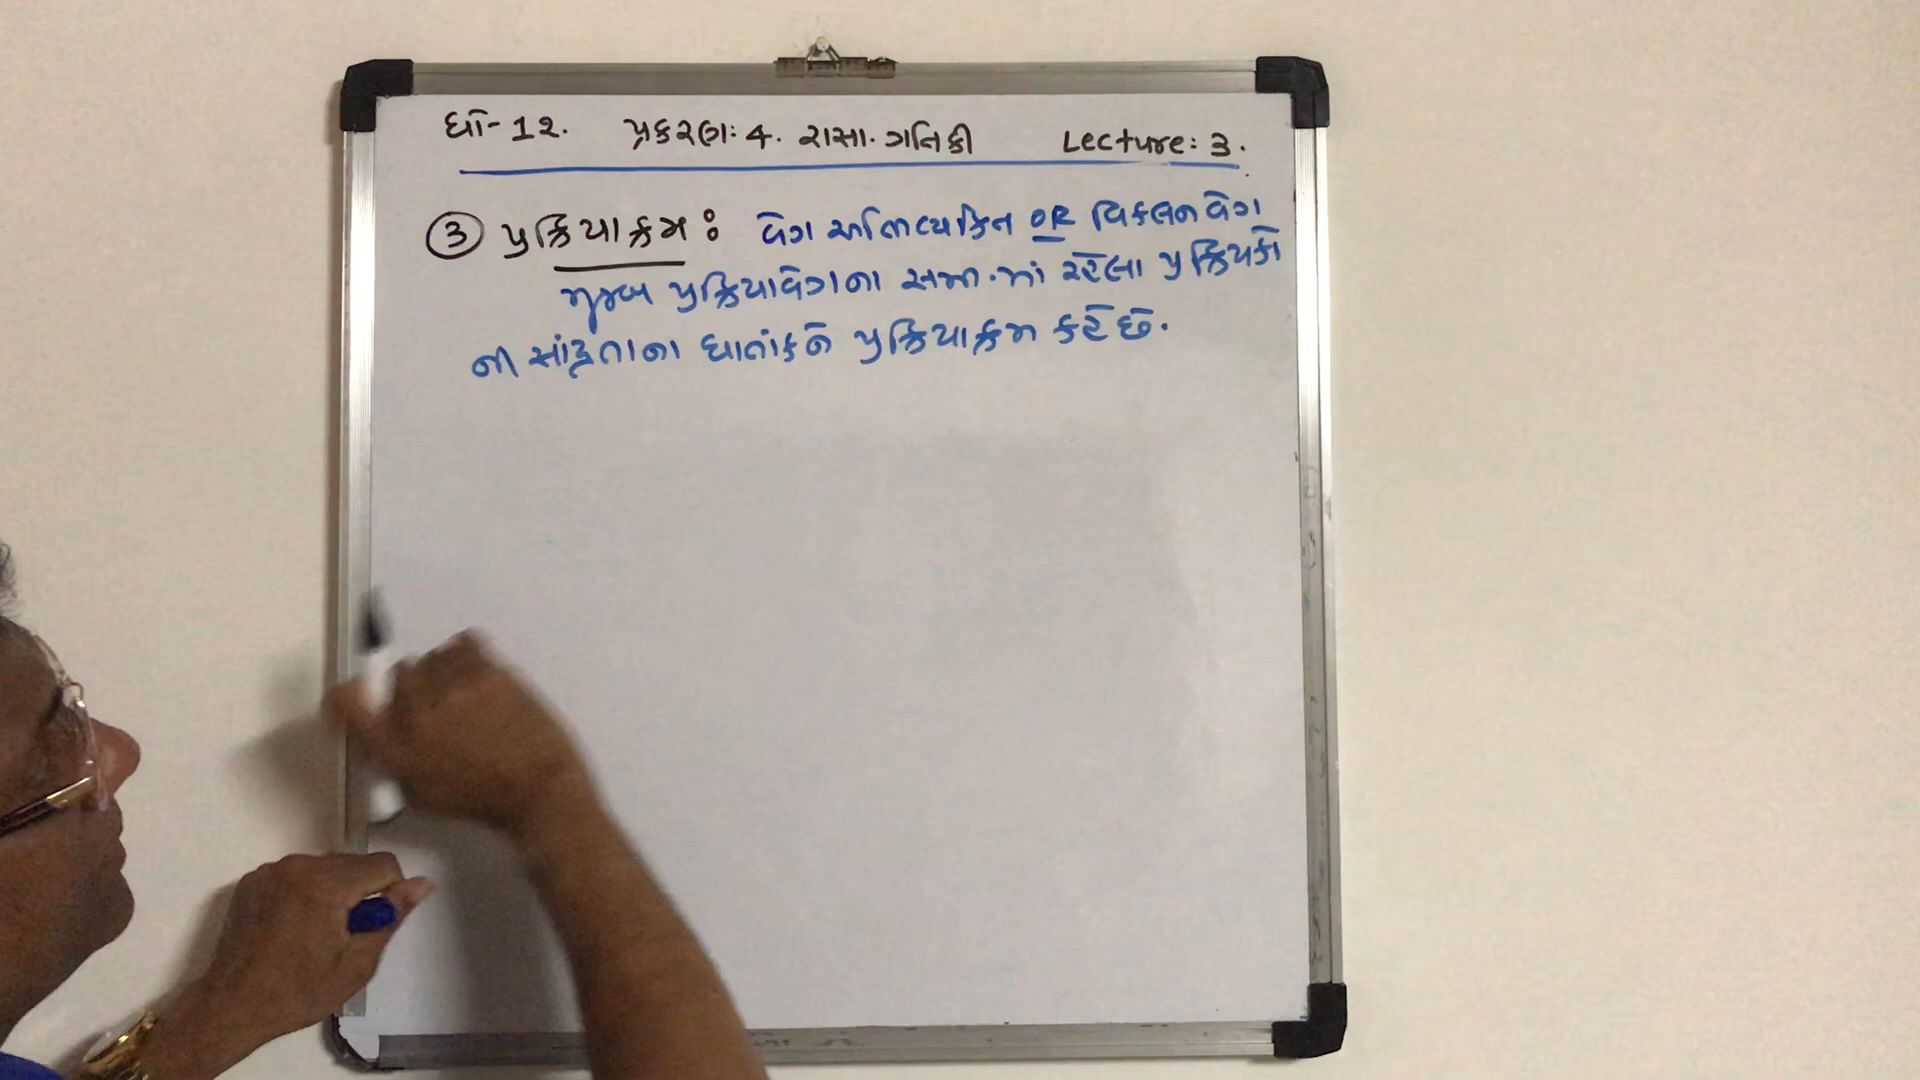 ધો-12. પ્રકરણ: 4. રાસા. ગતિકી Lecture: 3.
③ પ્રક્રિયાક્રમ : વેગ અભિવ્યક્તિ OR વિકલન વેગ
મુજબ પ્રક્રિયાવેગના સમી.માં રહેલા પ્રક્રિયકો
ની સાંદ્રતાના ઘાતાંકને પ્રક્રિયાક્રમ કહે છે.